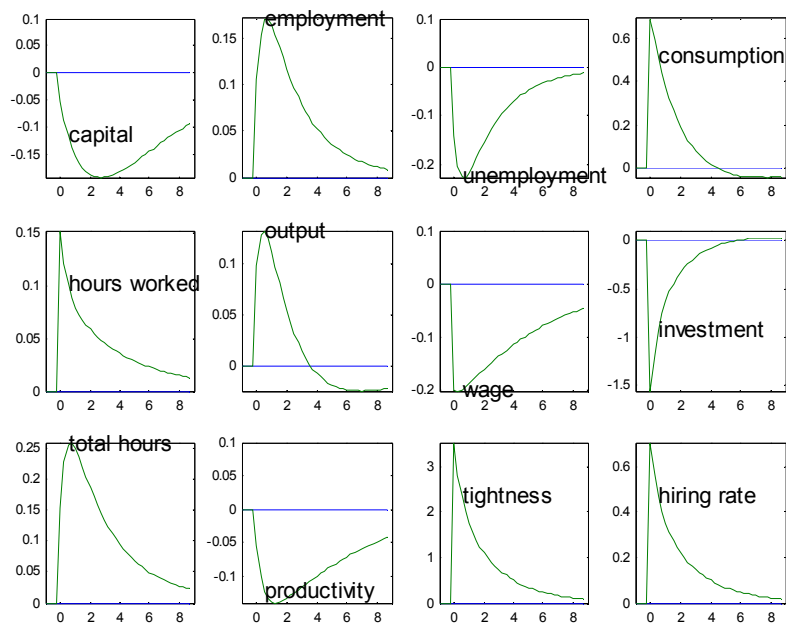 0.1
0.05
0
-0.05
-0.1
-0.15
capital
0 2 4 6 8
employment
0.15
0.1
0.05
0
0 2 4 6 8
0.1
0
-0.1
-0.2
unemployment
0 2 4 6 8
consumption
0.6
0.4
0.2
0
0 2 4 6 8
0.15
0.1
0.05
0
hours worked
0 2 4 6 8
output
0.1
0.05
0
0 2 4 6 8
0.1
0
-0.1
-0.2
wage
0 2 4 6 8
0
-0.5
-1
-1.5
investment
0 2 4 6 8
total hours
0.25
0.2
0.15
0.1
0.05
0
0 2 4 6 8
0.1
0.05
0
-0.05
-0.1
productivity
0 2 4 6 8
3
2
1
0
tightness
0 2 4 6 8
0.6
0.4
0.2
0
hiring rate
0 2 4 6 8